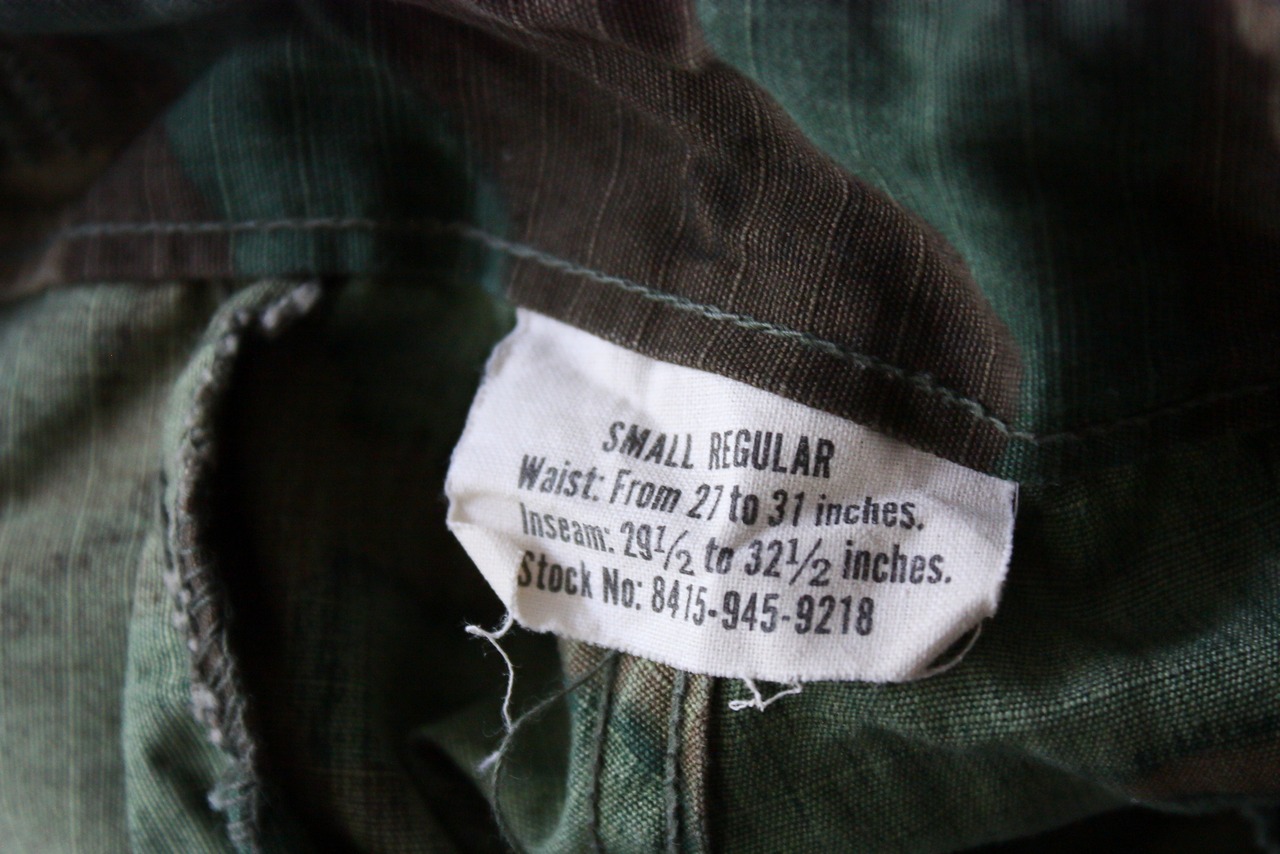 SMALL REGULAR
Waist: From 27 to 31 inches.
Inseam: 29½ to 32½ inches.
Stock No: 8415-945-9218